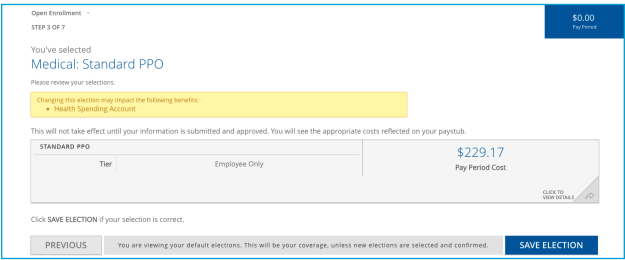 Open Enrollment
$0.00
Pay Period
STEP 3 OF 7
You've selected
Medical: Standard PPO
Please review your selections.
Changing this election may impact the following benefits:
• Health Spending Account
This will not take effect until your information is submitted and approved. You will see the appropriate costs reflected on your paystub.
STANDARD PPO
Tier Employee Only
$229.17
Pay Period Cost
CLICK TO
VIEW DETAILS
Click SAVE ELECTION if your selection is correct.
PREVIOUS
You are viewing your default elections. This will be your coverage, unless new elections are selected and confirmed.
SAVE ELECTION